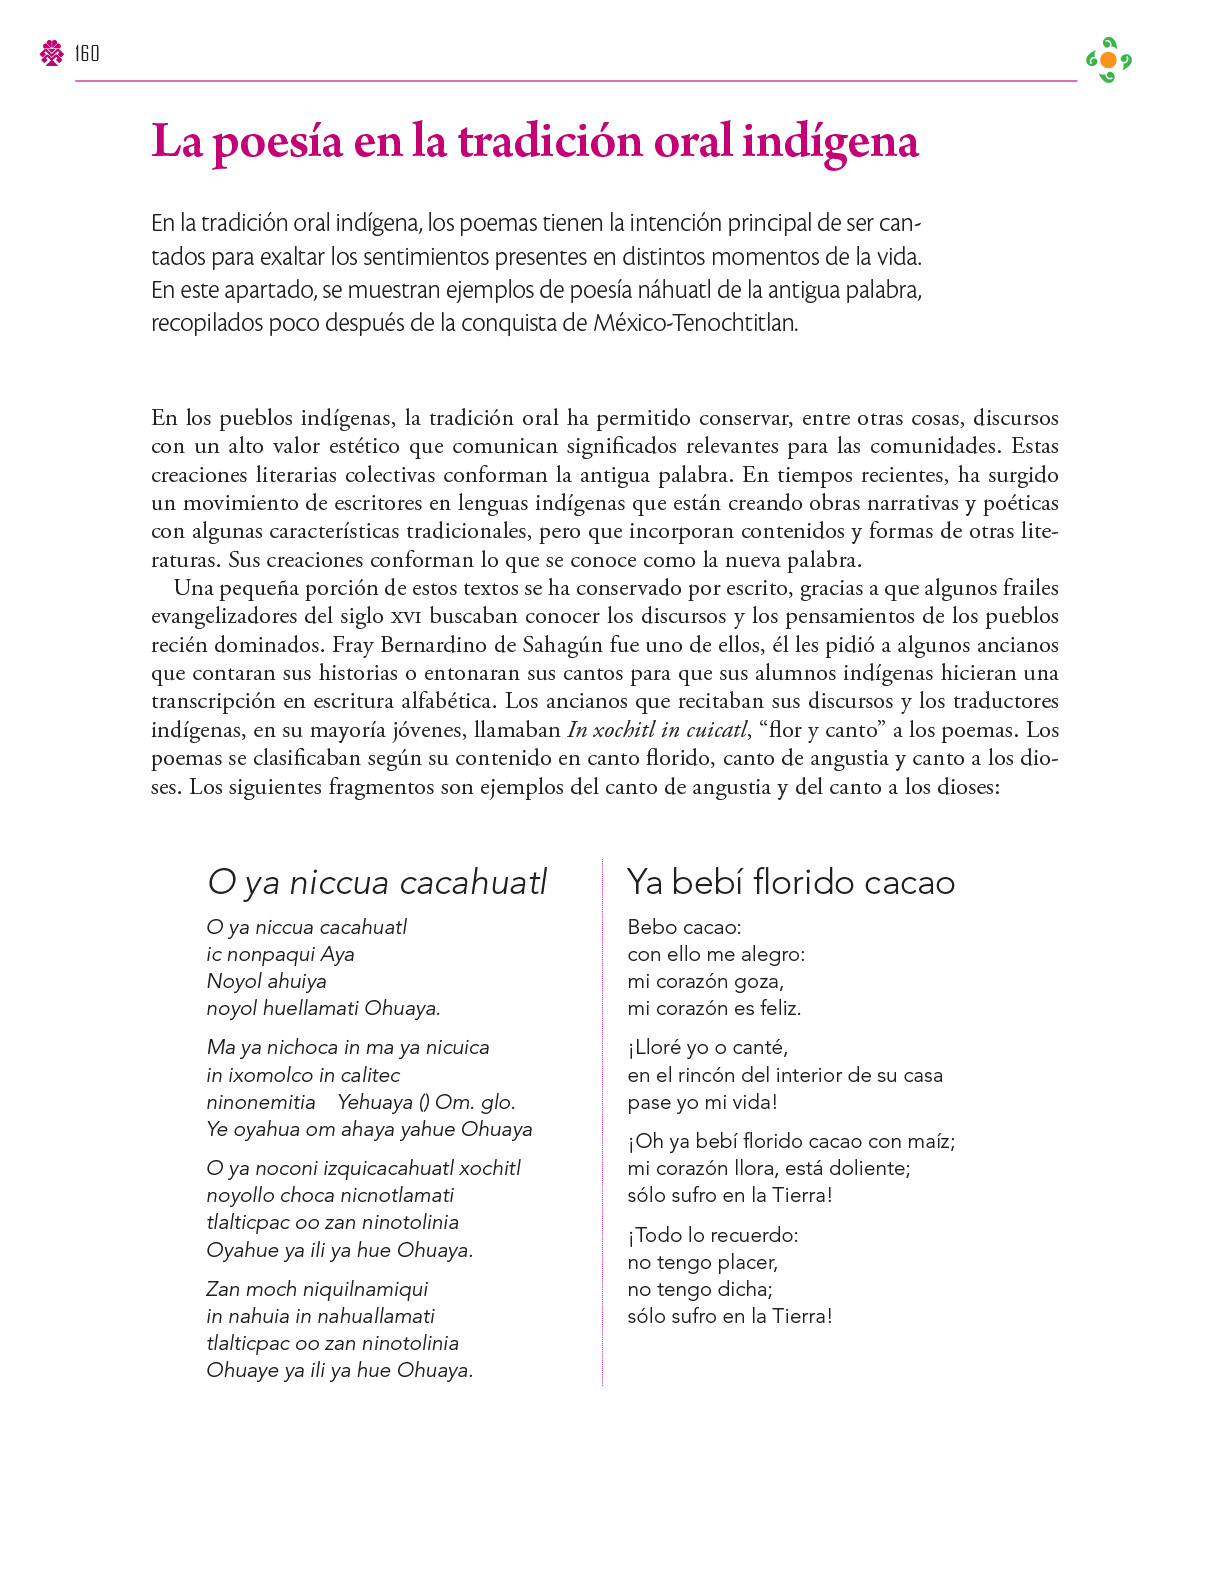 160
La poesía en la tradición oral indígena
En la tradición oral indígena, los poemas tienen la intención principal de ser can-
tados para exaltar los sentimientos presentes en distintos momentos de la vida.
En este apartado, se muestran ejemplos de poesía náhuatl de la antigua palabra,
recopilados poco después de la conquista de México-Tenochtitlan.
En los pueblos indígenas, la tradición oral ha permitido conservar, entre otras cosas, discursos
con un alto valor estético que comunican significados relevantes para las comunidades. Estas
creaciones literarias colectivas conforman la antigua palabra. En tiempos recientes, ha surgido
un movimiento de escritores en lenguas indígenas que están creando obras narrativas y poéticas
con algunas características tradicionales, pero que incorporan contenidos y formas de otras lite-
raturas. Sus creaciones conforman lo que se conoce como la nueva palabra.
Una pequeña porción de estos textos se ha conservado por escrito, gracias a que algunos frailes
evangelizadores del siglo XVI buscaban conocer los discursos y los pensamientos de los pueblos
recién dominados. Fray Bernardino de Sahagún fue uno de ellos, él les pidió a algunos ancianos
que contaran sus historias o entonaran sus cantos para que sus alumnos indígenas hicieran una
transcripción en escritura alfabética. Los ancianos que recitaban sus discursos y los traductores
indígenas, en su mayoría jóvenes, llamaban In xochitl in cuicatl, “flor y canto” a los poemas. Los
poemas se clasificaban según su contenido en canto florido, canto de angustia y canto a los dio-
ses. Los siguientes fragmentos son ejemplos del canto de angustia y del canto a los dioses:
O ya niccua cacahuatl
O ya niccua cacahuatl
ic nonpaqui Aya
Noyol ahuiya
noyol huellamati Ohuaya.
Ma ya nichoca in ma ya nicuica
in ixomolco in calitec
ninonemitia Yehuaya () Om. glo.
Ye oyahua om ahaya yahue Ohuaya
O ya noconi izquicacahuatl xochitl
noyollo choca nicnotlamati
tlalticpac oo zan ninotolinia
Oyahue ya ili ya hue Ohuaya.
Zan moch niquilnamiqui
in nahuia in nahuallamati
tlalticpac oo zan ninotolinia
Ohuaye ya ili ya hue Ohuaya.
Ya bebí florido cacao
Bebo cacao:
con ello me alegro:
mi corazón goza,
mi corazón es feliz.
¡Lloré yo o canté,
en el rincón del interior de su casa
pase yo mi vida!
¡Oh ya bebí florido cacao con maíz;
mi corazón llora, está doliente;
sólo sufro en la Tierra!
¡Todo lo recuerdo:
no tengo placer,
no tengo dicha;
sólo sufro en la Tierra!